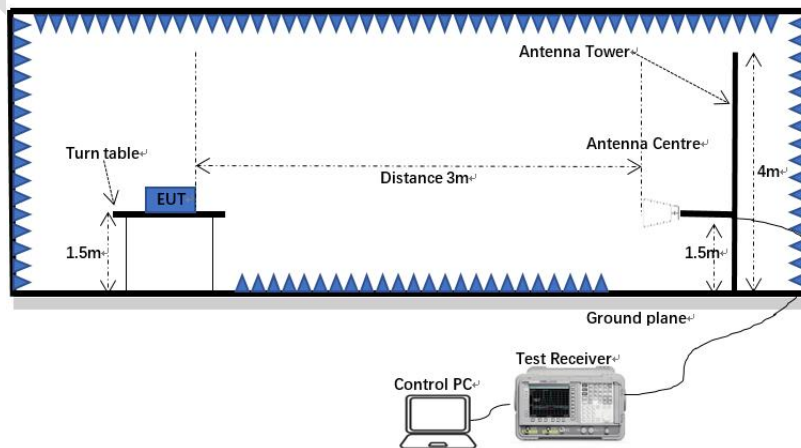 Antenna Tower↵
Turn table↵
Antenna Centre↵
Distance 3m↵
4m↵
EUT↵
1.5m↵
1.5m↵
Ground plane↵
Test Receiver↵
Control PC↵